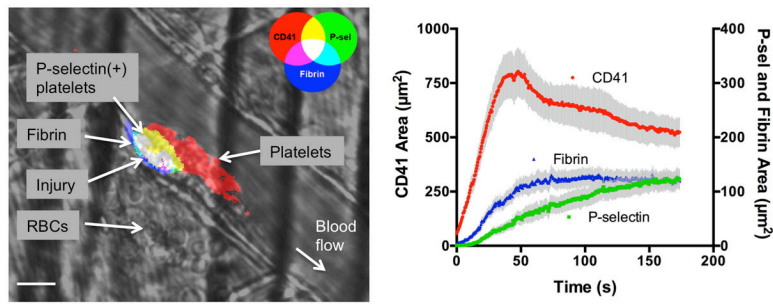 CD41
P-sel
Fibrin
P-selectin(+)
platelets
Fibrin
Injury
RBCs
Platelets
Blood
flow
CD41 Area (µm²)
1000
750
500
250
0
CD41
Fibrin
P-selectin
400
300
200
100
0
P-sel and Fibrin Area (µm²)
0
50
100
150
200
Time (s)